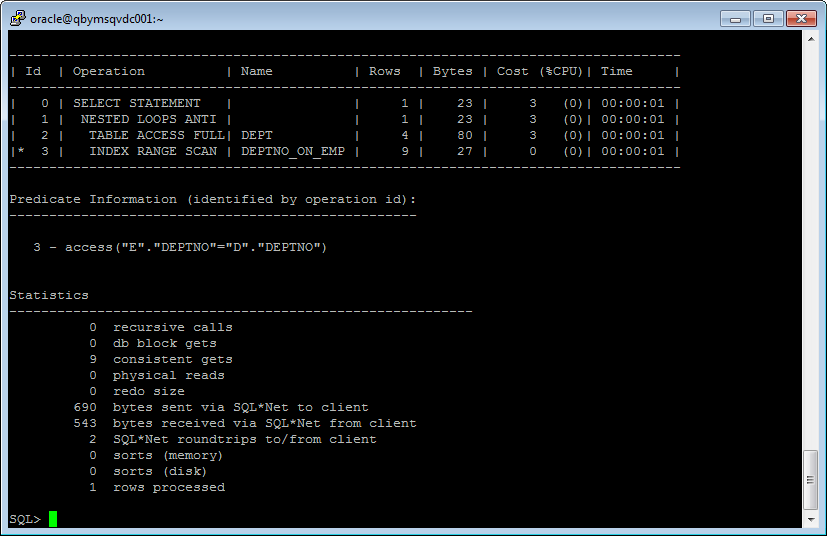 oracle@qbymsqvdc001:~
--------------------------------------------------------------------------------
| Id  | Operation          | Name          | Rows  | Bytes | Cost (%CPU)| Time     |
--------------------------------------------------------------------------------
|   0 | SELECT STATEMENT   |               |     1 |    23 |     3   (0)| 00:00:01 |
|   1 |  NESTED LOOPS ANTI |               |     1 |    23 |     3   (0)| 00:00:01 |
|   2 |   TABLE ACCESS FULL| DEPT          |     4 |    80 |     3   (0)| 00:00:01 |
|*  3 |   INDEX RANGE SCAN | DEPTNO_ON_EMP |     9 |    27 |     0   (0)| 00:00:01 |
--------------------------------------------------------------------------------
Predicate Information (identified by operation id):
---------------------------------------------------
3 - access("E"."DEPTNO"="D"."DEPTNO")
Statistics
----------------------------------------------------------
0  recursive calls
0  db block gets
9  consistent gets
0  physical reads
0  redo size
690  bytes sent via SQL*Net to client
543  bytes received via SQL*Net from client
2  SQL*Net roundtrips to/from client
0  sorts (memory)
0  sorts (disk)
1  rows processed
SQL>